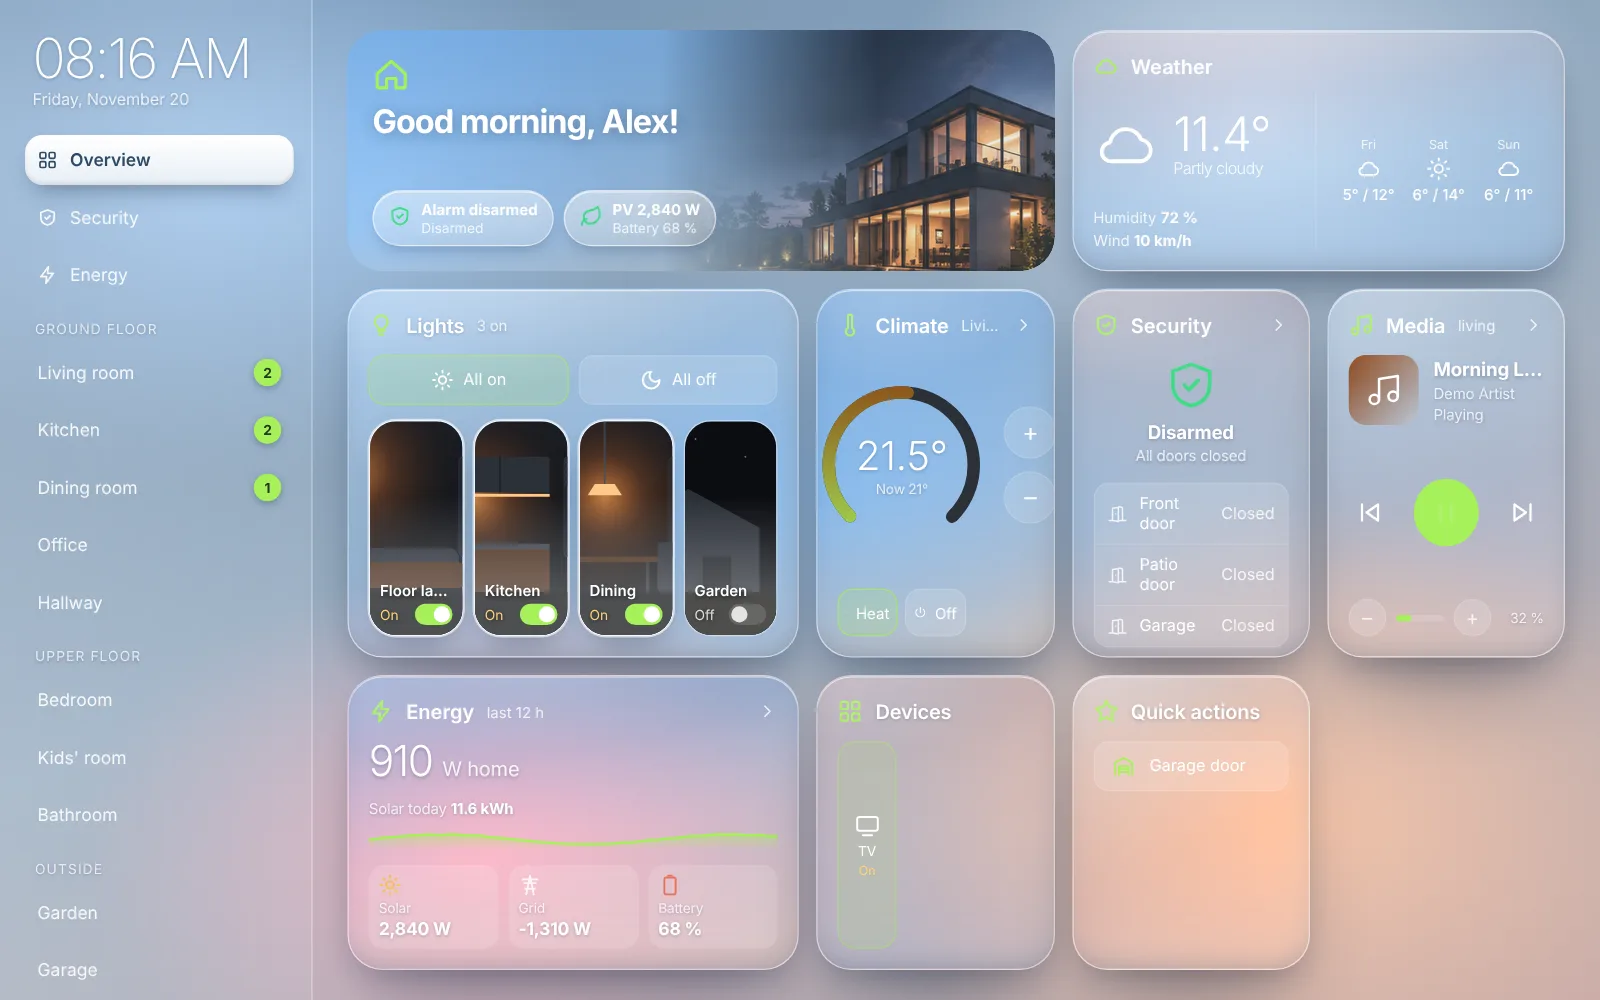 08:16 AM
Friday, November 20
Overview
Security
Energy
GROUND FLOOR
Living room 2
Kitchen 2
Dining room 1
Office
Hallway
UPPER FLOOR
Bedroom
Kids' room
Bathroom
OUTSIDE
Garden
Garage
Good morning, Alex!
Alarm disarmed
Disarmed
PV 2,840 W
Battery 68 %
Weather
11.4°
Partly cloudy
Humidity 72 %
Wind 10 km/h
Fri Sat Sun
5° / 12° 6° / 14° 6° / 11°
Lights 3 on
All on All off
Floor la...
On
Kitchen
On
Dining
On
Garden
Off
Climate Livi...
21.5°
Now 21°
+
−
Heat Off
Security
Disarmed
All doors closed
Front door Closed
Patio door Closed
Garage Closed
Media living
Morning L...
Demo Artist
Playing
− + 32 %
Energy last 12 h
910 W home
Solar today 11.6 kWh
Solar
2,840 W
Grid
-1,310 W
Battery
68 %
Devices
TV
On
Quick actions
Garage door